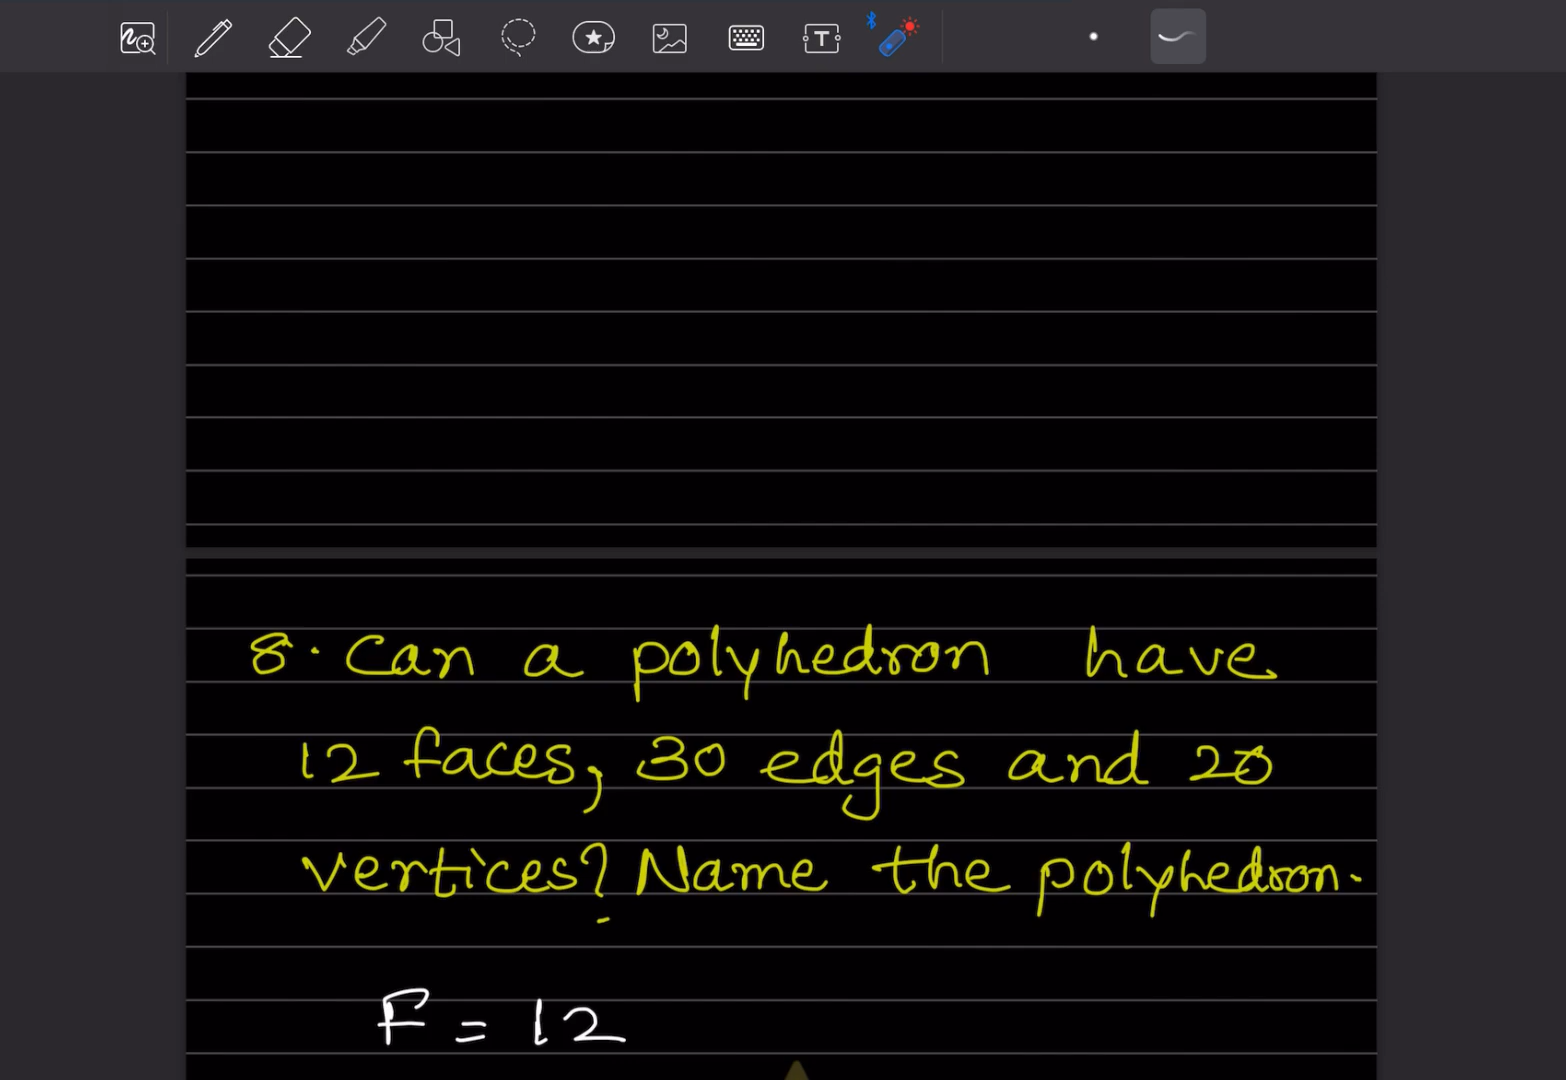 8. Can a polyhedron have
12 faces, 30 edges and 20
vertices? Name the polyhedron.
F = 12